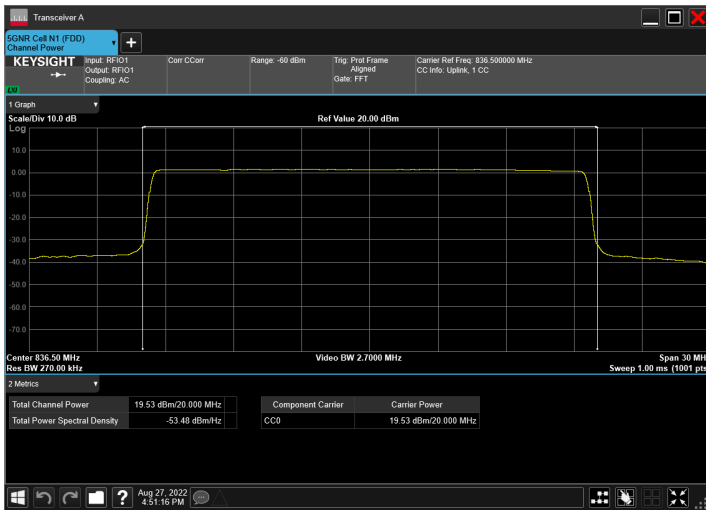 Transceiver A
5GNR Cell N1 (FDD)
Channel Power
+
KEYSIGHT
LXI
Input: RFIO1
Output: RFIO1
Coupling: AC
Corr CCorr
Range: -60 dBm
Trig: Prot Frame
Aligned
Gate: FFT
Carrier Ref Freq: 836.500000 MHz
CC Info: Uplink, 1 CC
1 Graph
Scale/Div 10.0 dB
Ref Value 20.00 dBm
Log
10.0
0.00
-10.0
-20.0
-30.0
-40.0
-50.0
-60.0
-70.0
Center 836.50 MHz
Video BW 2.7000 MHz
Span 30 MH
Res BW 270.00 kHz
Sweep 1.00 ms (1001 pts
2 Metrics
Total Channel Power 19.53 dBm/20.000 MHz
Total Power Spectral Density -53.48 dBm/Hz
Component Carrier Carrier Power
CC0 19.53 dBm/20.000 MHz
?
Aug 27, 2022
4:51:16 PM